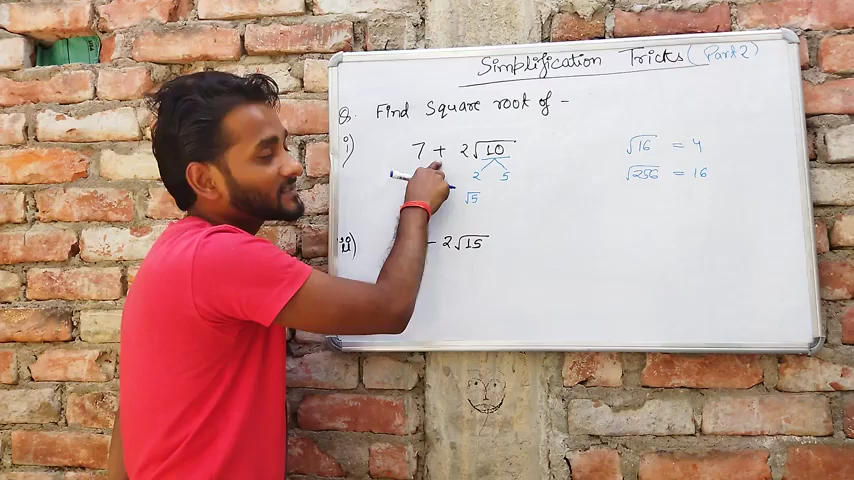 Simplification Tricks (Part 2)
Q. Find Square root of -
i) 7 + 2√10
2 5
√5
ii) - 2√15
√16 = 4
√256 = 16